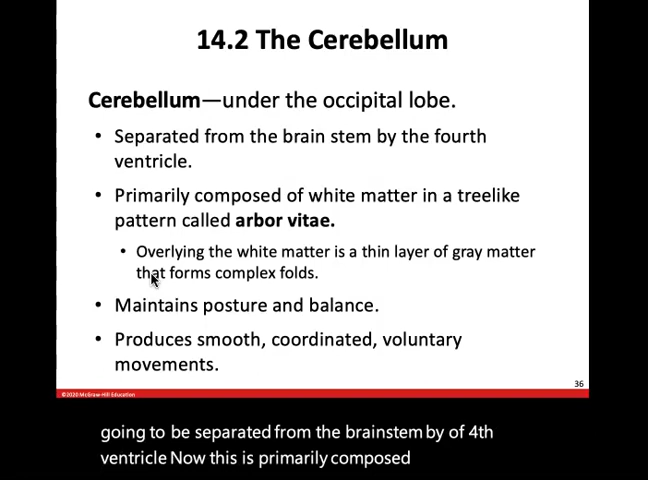 14.2 The Cerebellum
Cerebellum—under the occipital lobe.
• Separated from the brain stem by the fourth
ventricle.
• Primarily composed of white matter in a treelike
pattern called arbor vitae.
• Overlying the white matter is a thin layer of gray matter
that forms complex folds.
• Maintains posture and balance.
• Produces smooth, coordinated, voluntary
movements.
36
©2020 McGraw-Hill Education
going to be separated from the brainstem by of 4th
ventricle Now this is primarily composed